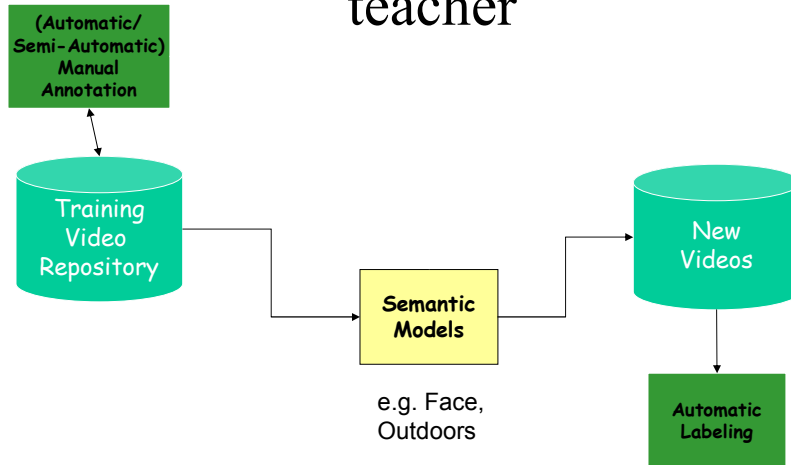 teacher
(Automatic/
Semi-Automatic)
Manual
Annotation
Training
Video
Repository
Semantic
Models
e.g. Face,
Outdoors
New
Videos
Automatic
Labeling